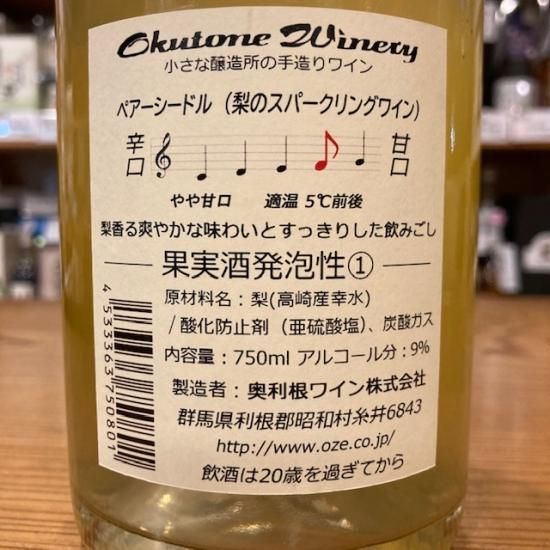 Okutone Winery
小さな醸造所の手造りワイン
ペアーシードル（梨のスパークリングワイン）
辛口 甘口
やや甘口 適温 5℃前後
梨香る爽やかな味わいとすっきりした飲みごし
果実酒発泡性①
原材料名：梨(高崎産幸水)
/酸化防止剤（亜硫酸塩）、炭酸ガス
内容量：750ml アルコール分：9%
製造者：奥利根ワイン株式会社
群馬県利根郡昭和村糸井6843
http://www.oze.co.jp/
飲酒は20歳を過ぎてから
4533363750801